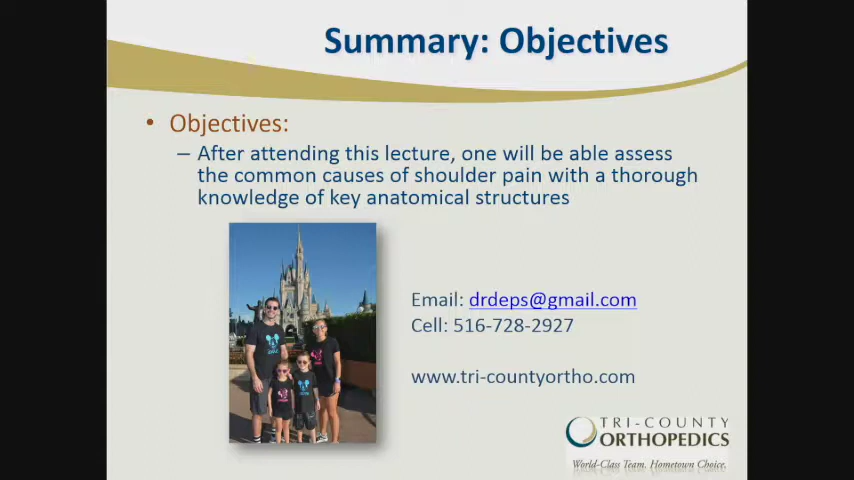 Summary: Objectives
• Objectives:
– After attending this lecture, one will be able assess
the common causes of shoulder pain with a thorough
knowledge of key anatomical structures
Email: drdeps@gmail.com
Cell: 516-728-2927
www.tri-countyortho.com
TRI-COUNTY
ORTHOPEDICS
World-Class Team. Hometown Choice.